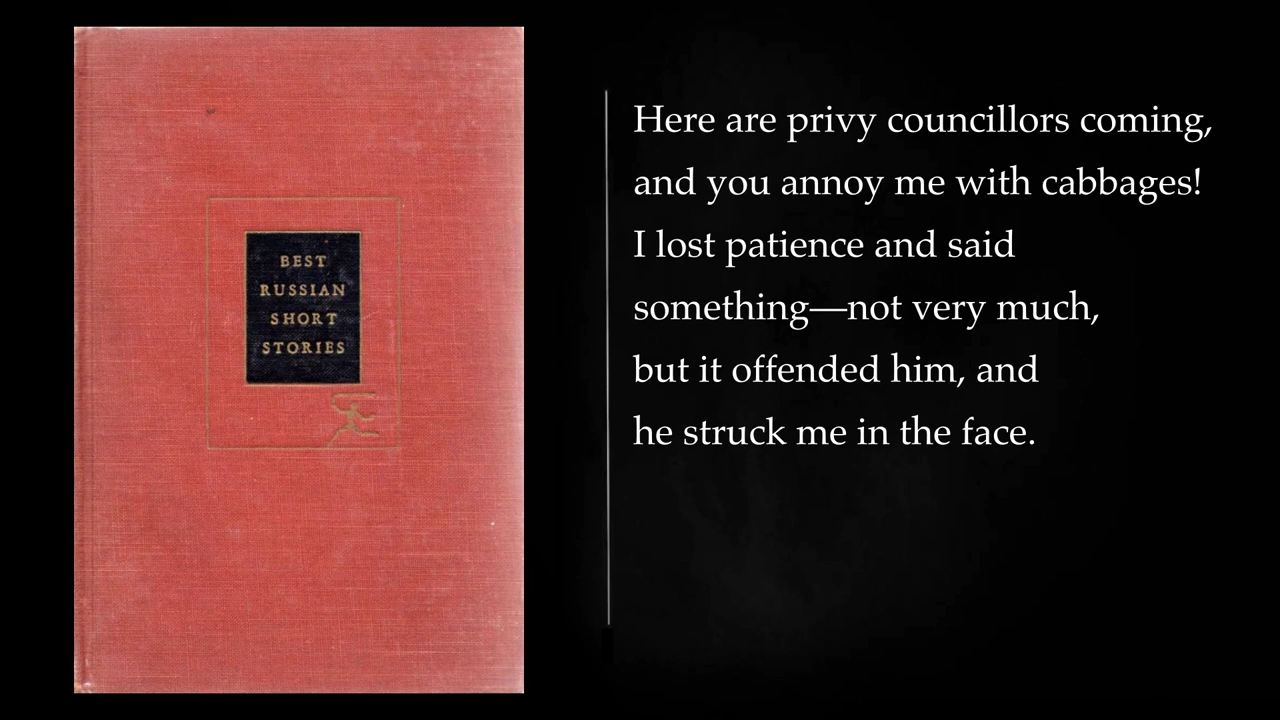 BEST
RUSSIAN
SHORT
STORIES
Here are privy councillors coming,
and you annoy me with cabbages!
I lost patience and said
something—not very much,
but it offended him, and
he struck me in the face.